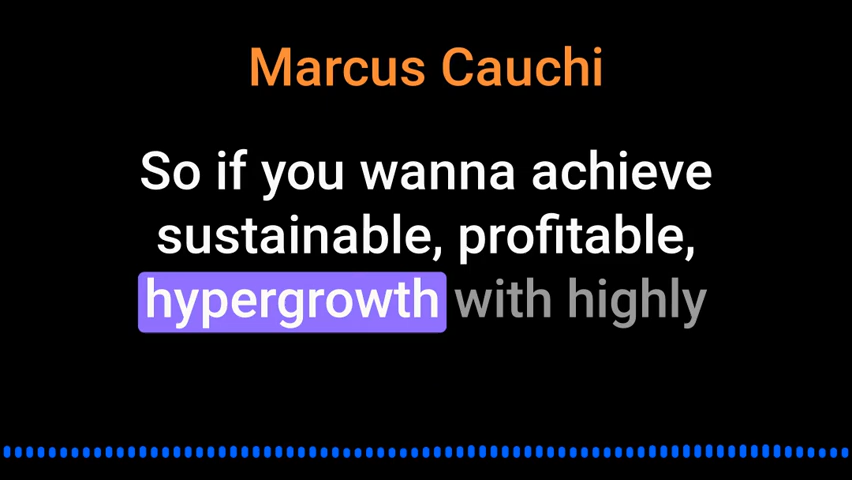 Marcus Cauchi
So if you wanna achieve
sustainable, profitable,
hypergrowth with highly